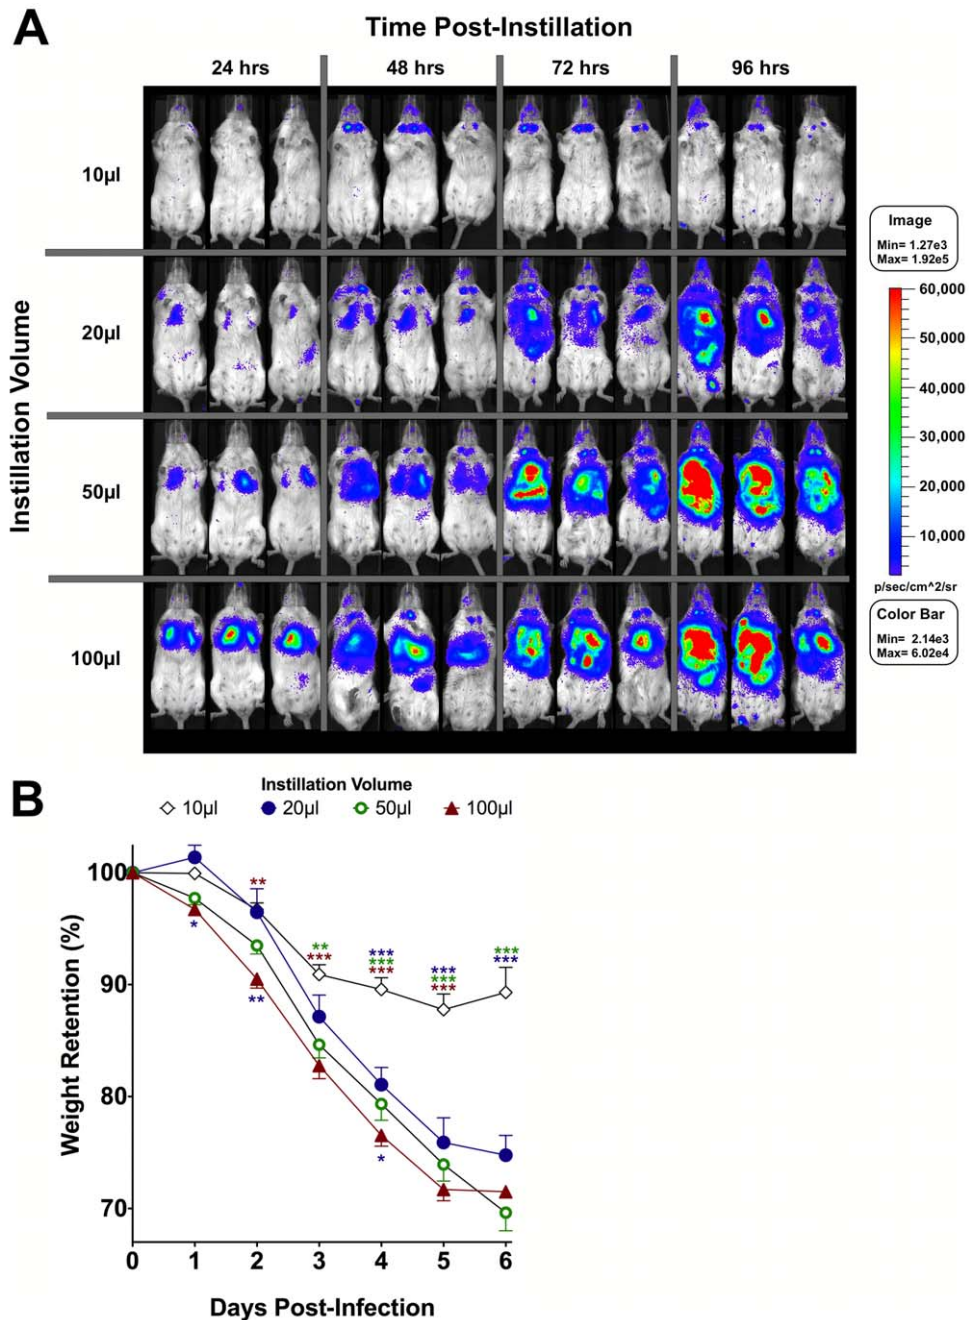 A
Time Post-Instillation
24 hrs
48 hrs
72 hrs
96 hrs
Instillation Volume
10µl
20µl
50µl
100µl
Image
Min= 1.27e3
Max= 1.92e5
60,000
50,000
40,000
30,000
20,000
10,000
p/sec/cm^2/sr
Color Bar
Min= 2.14e3
Max= 6.02e4
B
Instillation Volume
10µl
20µl
50µl
100µl
Weight Retention (%)
100
90
80
70
*
**
**
**
***
***
***
***
*
***
***
***
***
***
0 1 2 3 4 5 6
Days Post-Infection